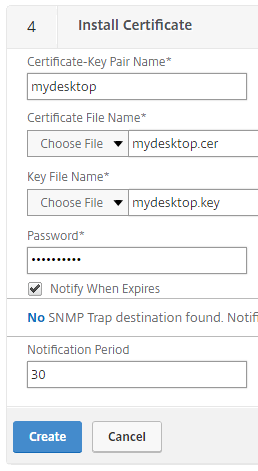 4 Install Certificate
Certificate-Key Pair Name*
mydesktop
Certificate File Name*
Choose File mydesktop.cer
Key File Name*
Choose File mydesktop.key
Password*
••••••••••
Notify When Expires
No SNMP Trap destination found. Notifi
Notification Period
30
Create Cancel